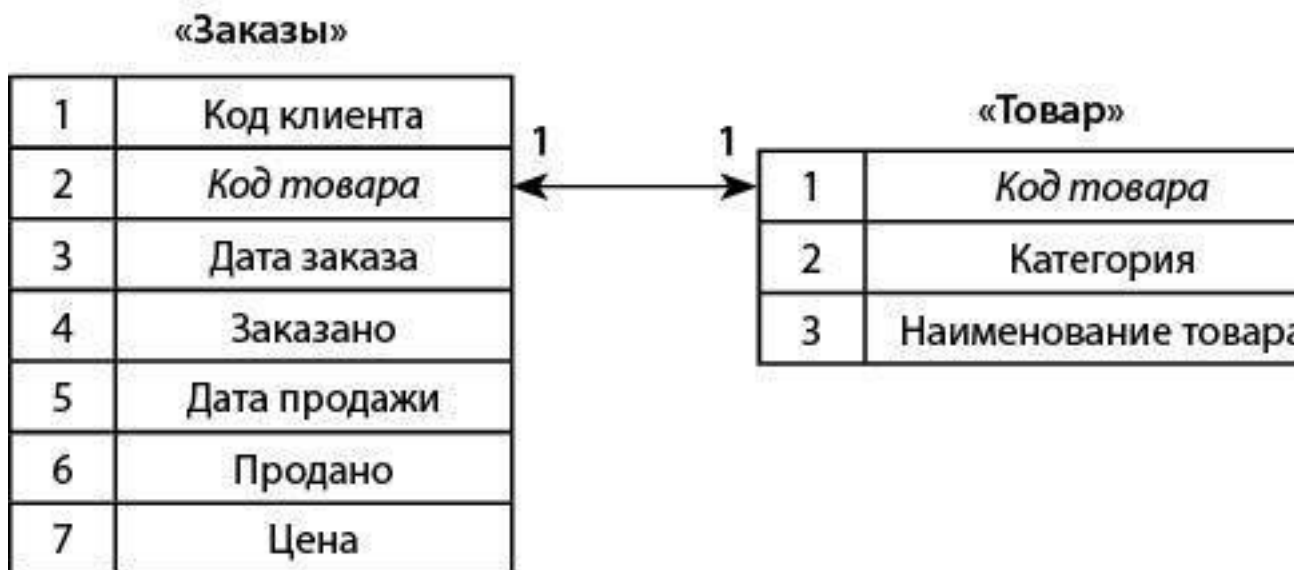 «Заказы»
1 Код клиента
2 Код товара
3 Дата заказа
4 Заказано
5 Дата продажи
6 Продано
7 Цена
1 1
«Товар»
1 Код товара
2 Категория
3 Наименование товара